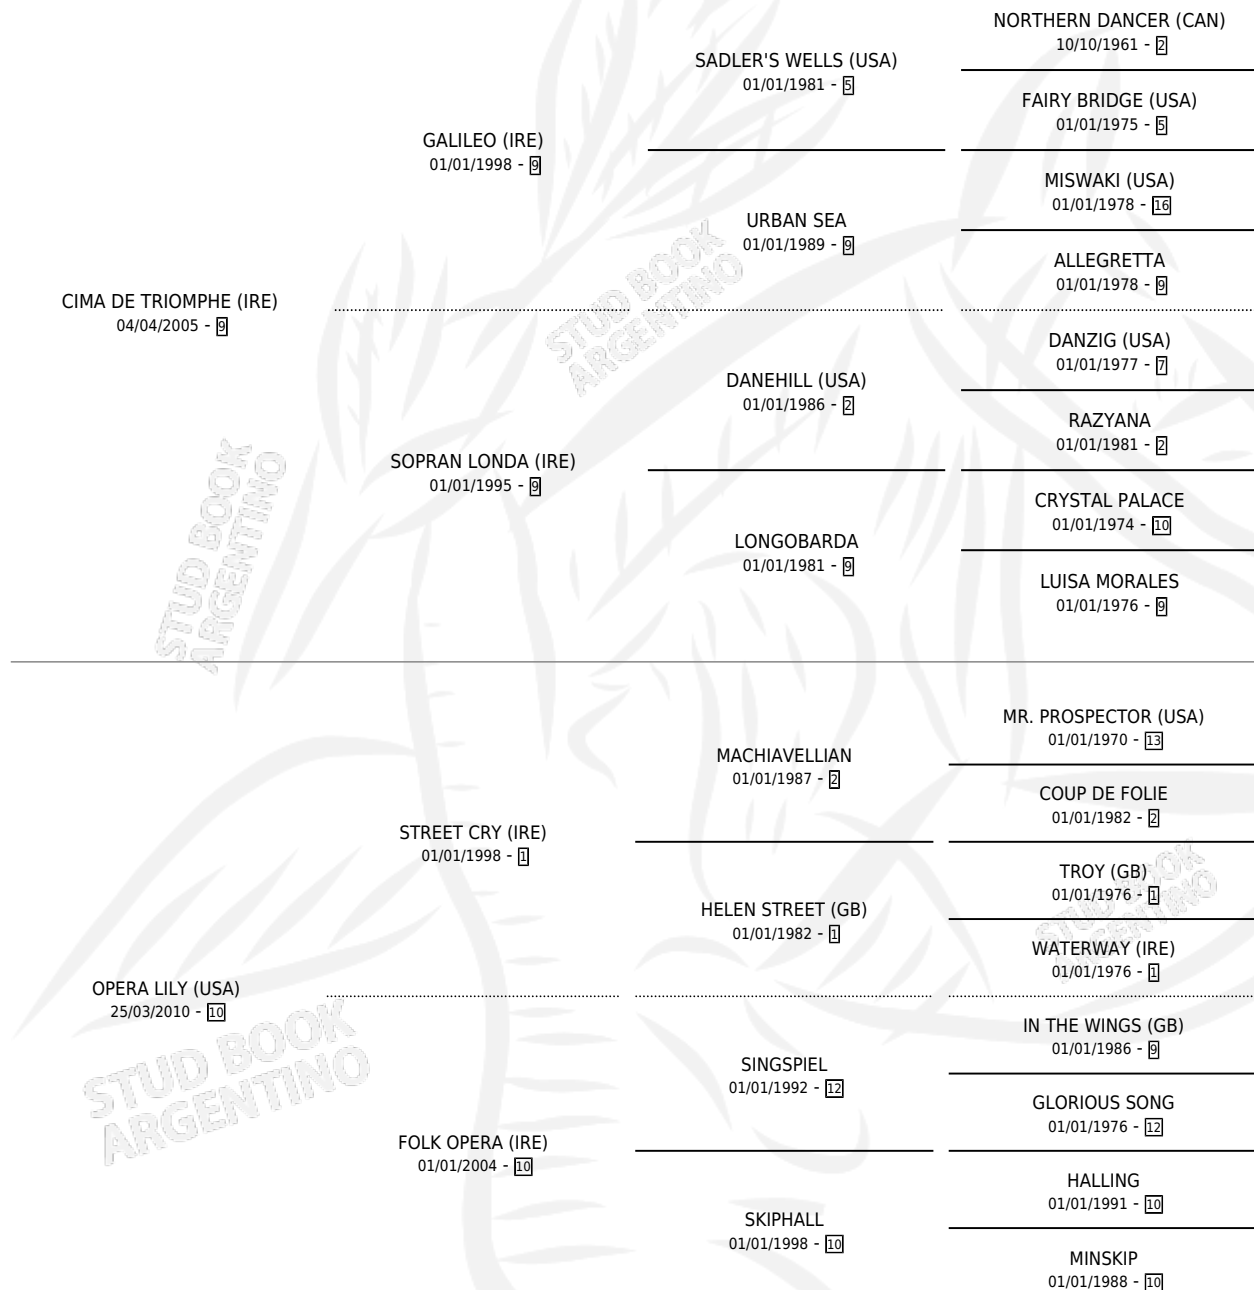 NORTHERN DANCER (CAN)
10/10/1961 - 2
SADLER'S WELLS (USA)
01/01/1981 - 5
FAIRY BRIDGE (USA)
01/01/1975 - 5
GALILEO (IRE)
01/01/1998 - 9
MISWAKI (USA)
01/01/1978 - 16
URBAN SEA
01/01/1989 - 9
ALLEGRETTA
01/01/1978 - 9
CIMA DE TRIOMPHE (IRE)
04/04/2005 - 9
STUD BOOK
ARGENTINO
DANZIG (USA)
01/01/1977 - 7
DANEHILL (USA)
01/01/1986 - 2
RAZYANA
01/01/1981 - 2
SOPRAN LONDA (IRE)
01/01/1995 - 9
CRYSTAL PALACE
01/01/1974 - 10
LONGOBARDA
01/01/1981 - 9
LUISA MORALES
01/01/1976 - 9
STUD BOOK
ARGENTINO
MR. PROSPECTOR (USA)
01/01/1970 - 13
MACHIAVELLIAN
01/01/1987 - 2
COUP DE FOLIE
01/01/1982 - 2
STREET CRY (IRE)
01/01/1998 - 1
TROY (GB)
01/01/1976 - 1
HELEN STREET (GB)
01/01/1982 - 1
STUD BOOK
ARGENTINO
WATERWAY (IRE)
01/01/1976 - 1
OPERA LILY (USA)
25/03/2010 - 10
IN THE WINGS (GB)
01/01/1986 - 9
SINGSPIEL
01/01/1992 - 12
GLORIOUS SONG
01/01/1976 - 12
STUD BOOK
ARGENTINO
FOLK OPERA (IRE)
01/01/2004 - 10
HALLING
01/01/1991 - 10
SKIPHALL
01/01/1998 - 10
MINSKIP
01/01/1988 - 10